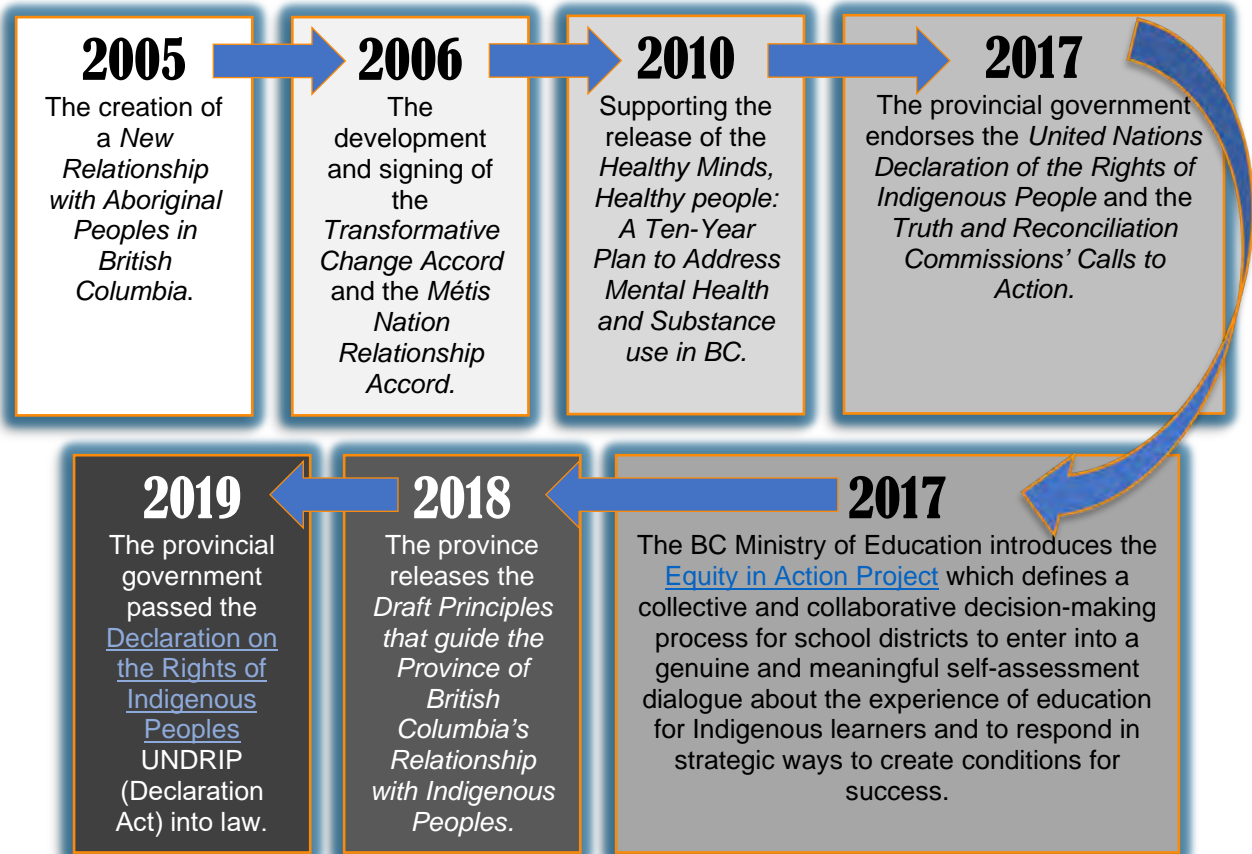 2005
The creation of
a New
Relationship
with Aboriginal
Peoples in
British
Columbia.
2006
The
development
and signing of
the
Transformative
Change Accord
and the Métis
Nation
Relationship
Accord.
2010
Supporting the
release of the
Healthy Minds,
Healthy people:
A Ten-Year
Plan to Address
Mental Health
and Substance
use in BC.
2017
The provincial government
endorses the United Nations
Declaration of the Rights of
Indigenous People and the
Truth and Reconciliation
Commissions’ Calls to
Action.
2017
The BC Ministry of Education introduces the
Equity in Action Project which defines a
collective and collaborative decision-making
process for school districts to enter into a
genuine and meaningful self-assessment
dialogue about the experience of education
for Indigenous learners and to respond in
strategic ways to create conditions for
success.
2018
The province
releases the
Draft Principles
that guide the
Province of
British
Columbia’s
Relationship
with Indigenous
Peoples.
2019
The provincial
government
passed the
Declaration on
the Rights of
Indigenous
Peoples
UNDRIP
(Declaration
Act) into law.